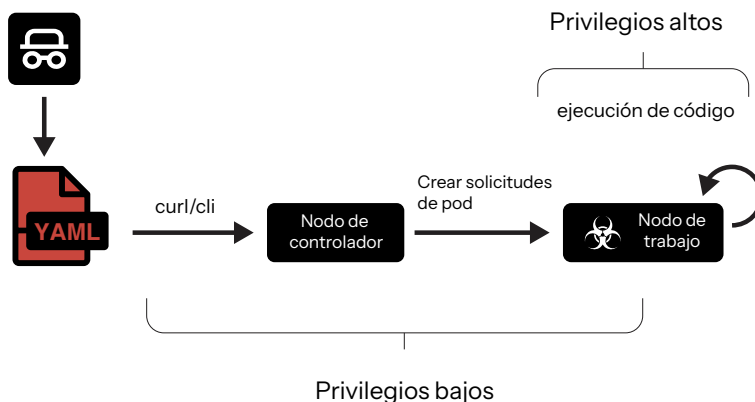 Privilegios altos
ejecución de código
YAML
curl/cli
Nodo de
controlador
Crear solicitudes
de pod
Nodo de
trabajo
Privilegios bajos